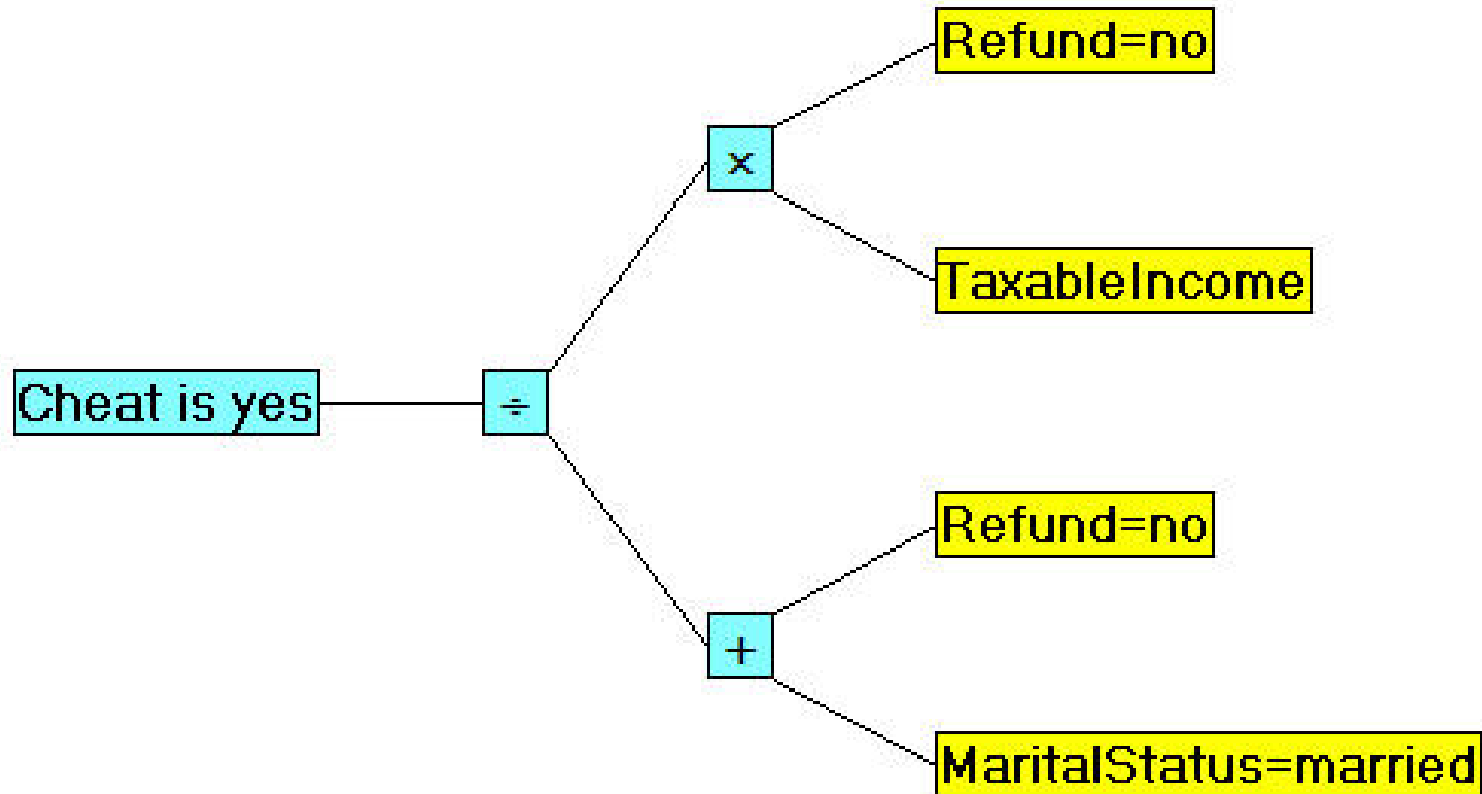 Refund=no
×
TaxableIncome
Cheat is yes
÷
Refund=no
+
MaritalStatus=married